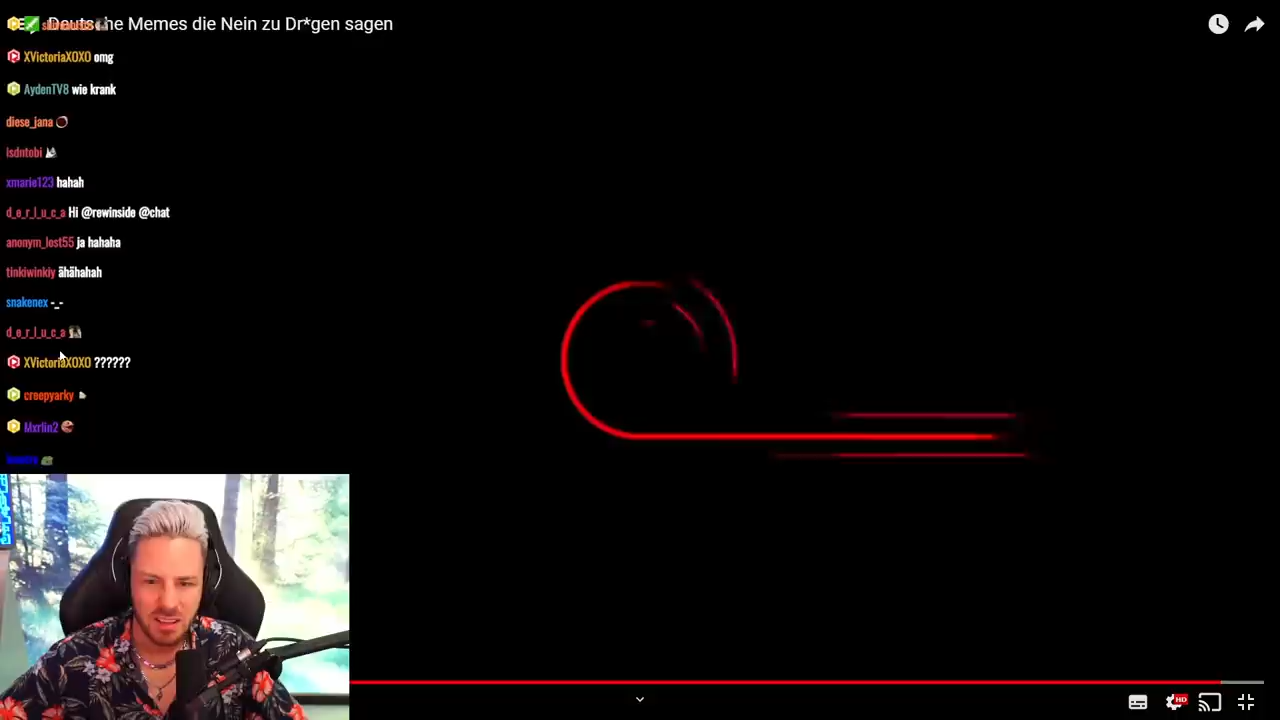 Deutsche Memes die Nein zu Dr*gen sagen
XVictoriaXOXO omg
AydenTV8 wie krank
diese_jana
isdntobi
xmarie123 hahah
d_e_r_l_u_c_a Hi @rewinside @chat
anonym_lost55 ja hahaha
tinkiwinkiy ähähahah
snakenex -_-
d_e_r_l_u_c_a
XVictoriaXOXO ??????
creepyarky
Mxrlin2
HD